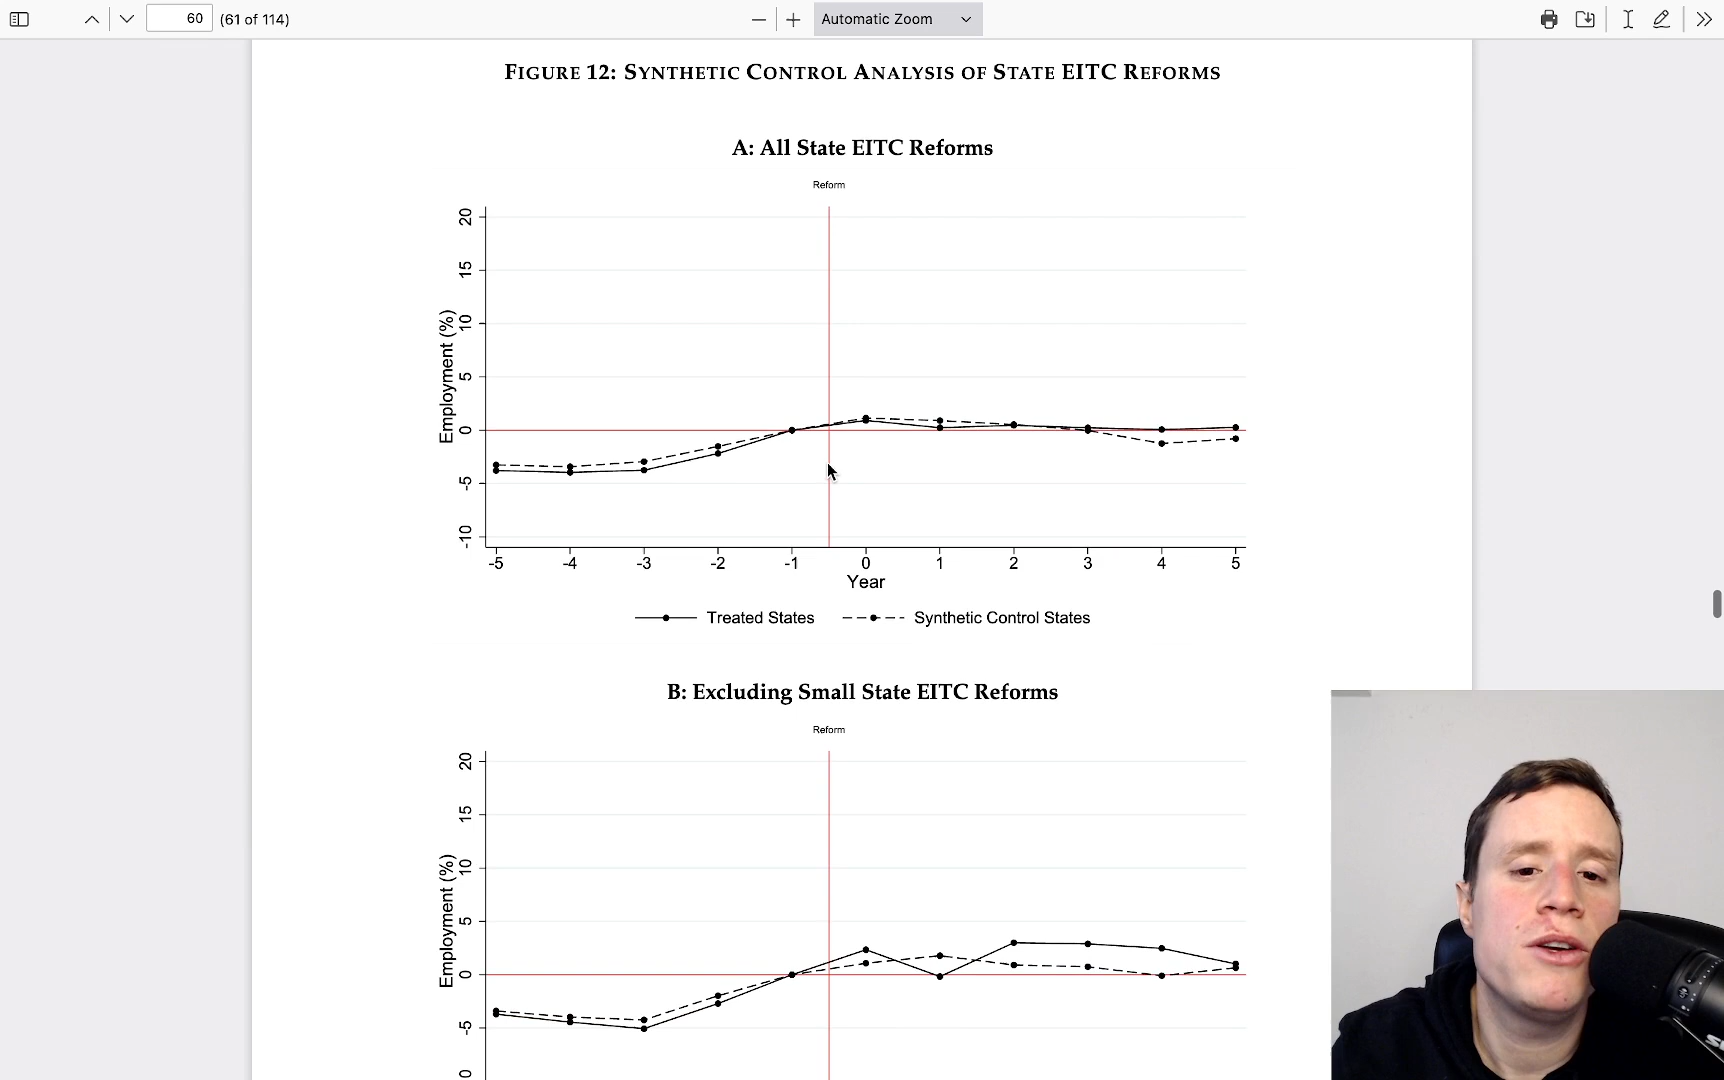 60 (61 of 114) Automatic Zoom
FIGURE 12: SYNTHETIC CONTROL ANALYSIS OF STATE EITC REFORMS
A: All State EITC Reforms
Reform
20
15
10
5
0
-5
-10
Employment (%)
-5 -4 -3 -2 -1 0 1 2 3 4 5
Year
Treated States Synthetic Control States
B: Excluding Small State EITC Reforms
Reform
20
15
10
5
0
-5
0
Employment (%)